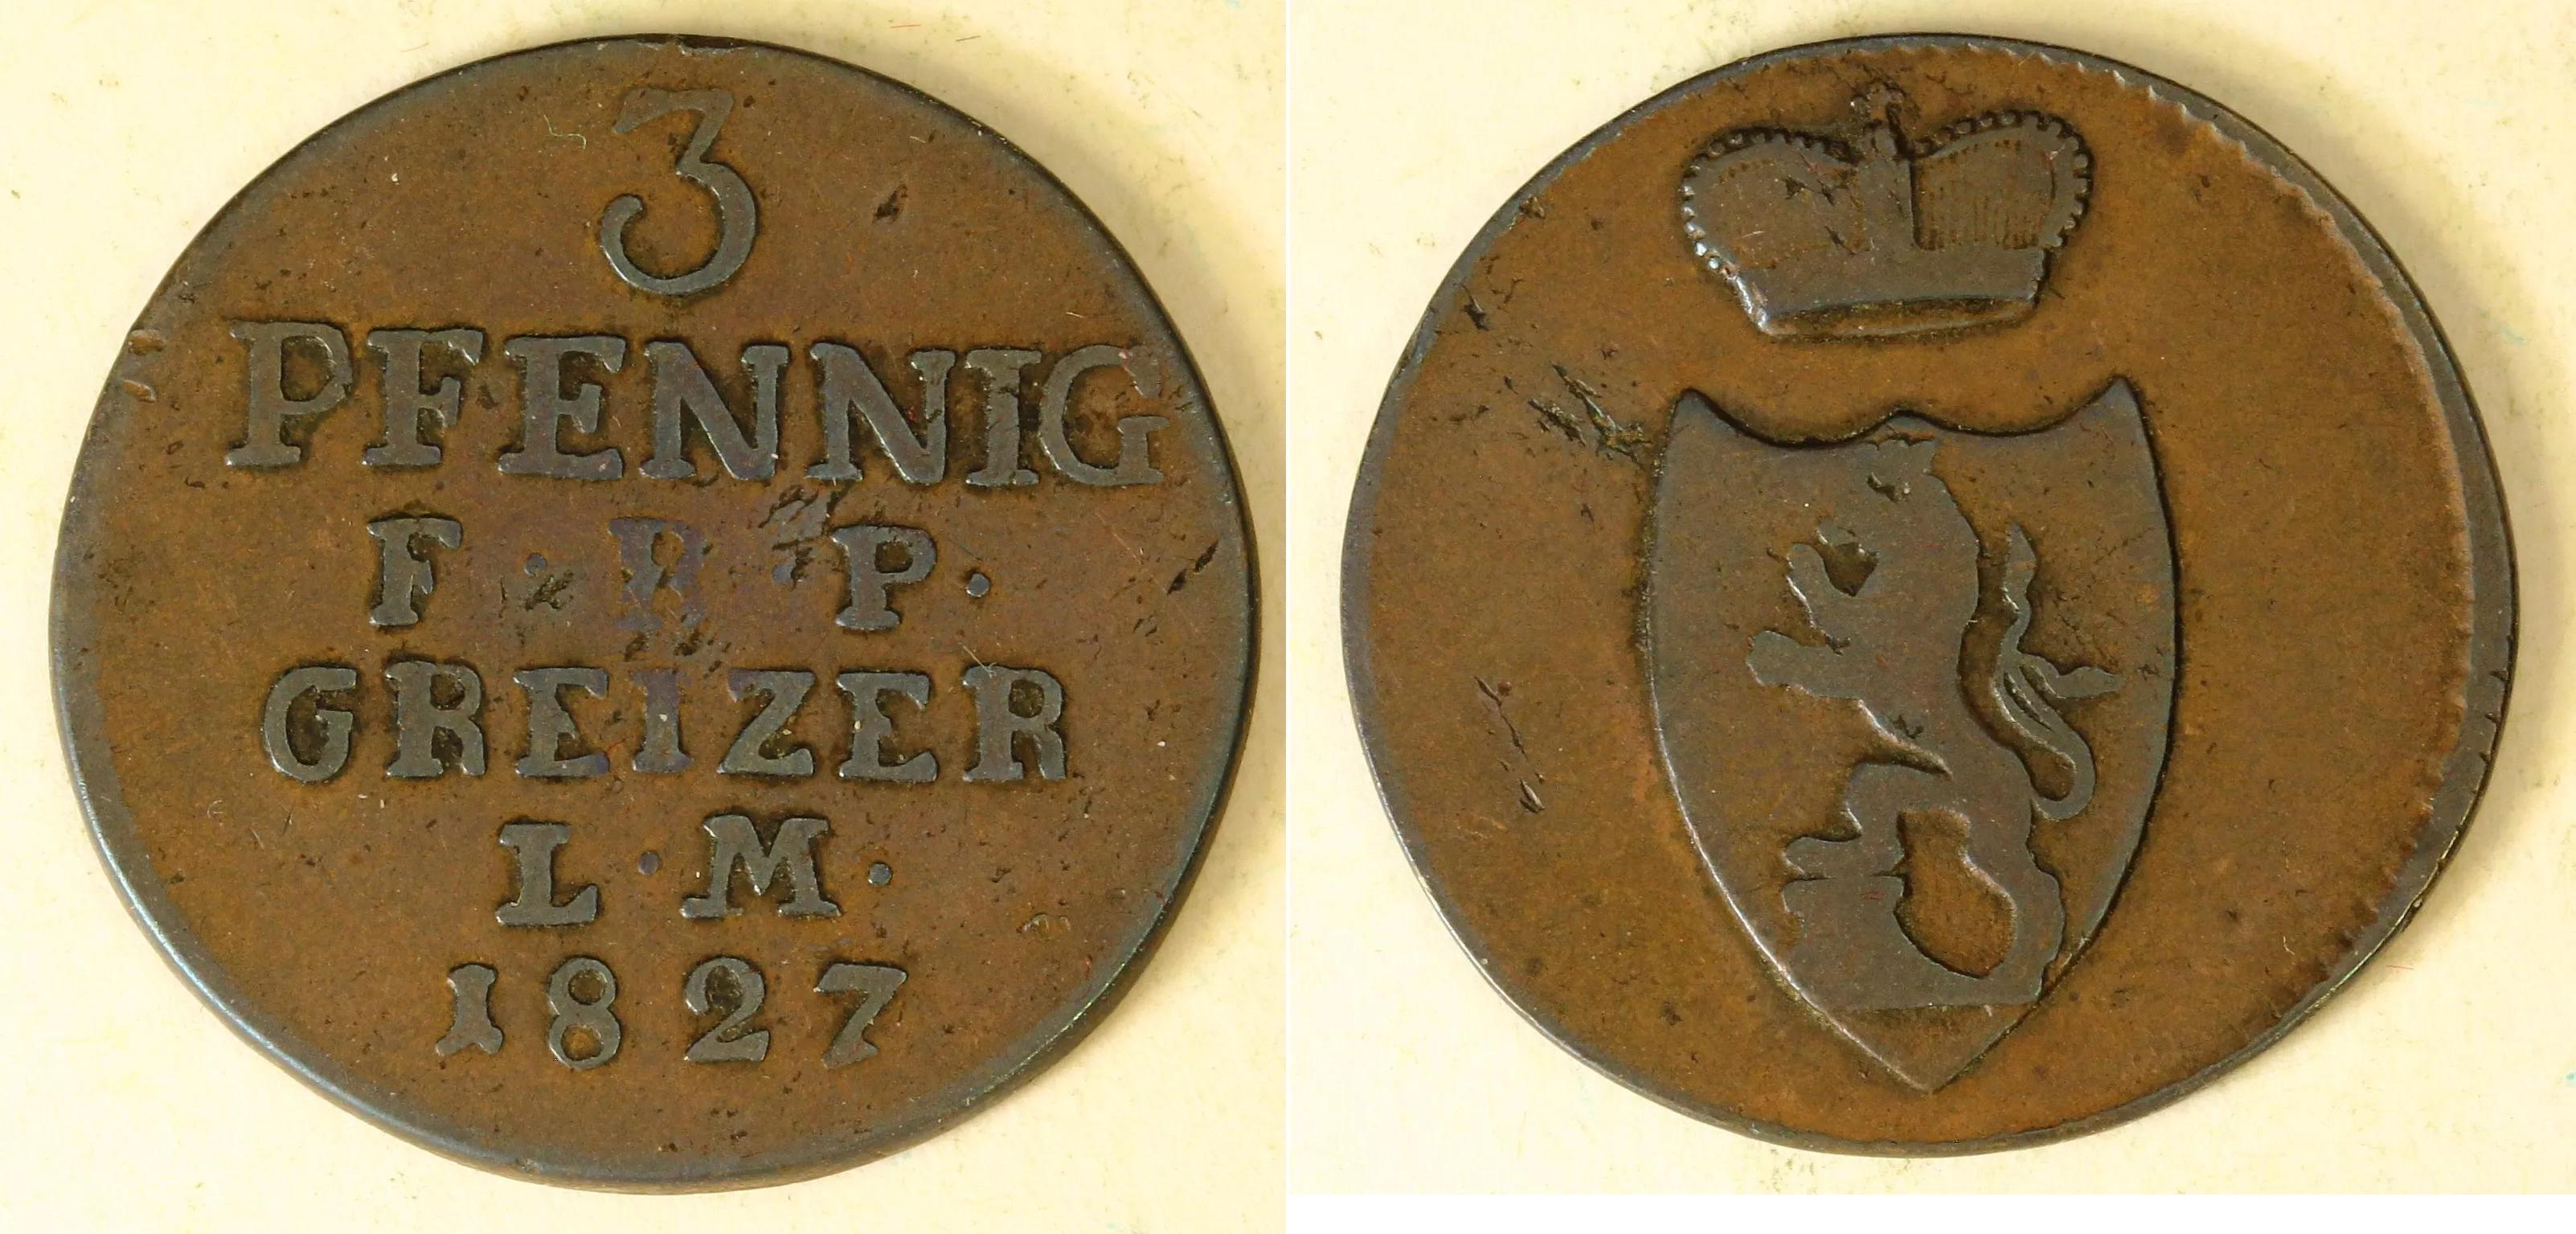 3
PFENNIG
F · R · P ·
GREIZER
L · M ·
1827